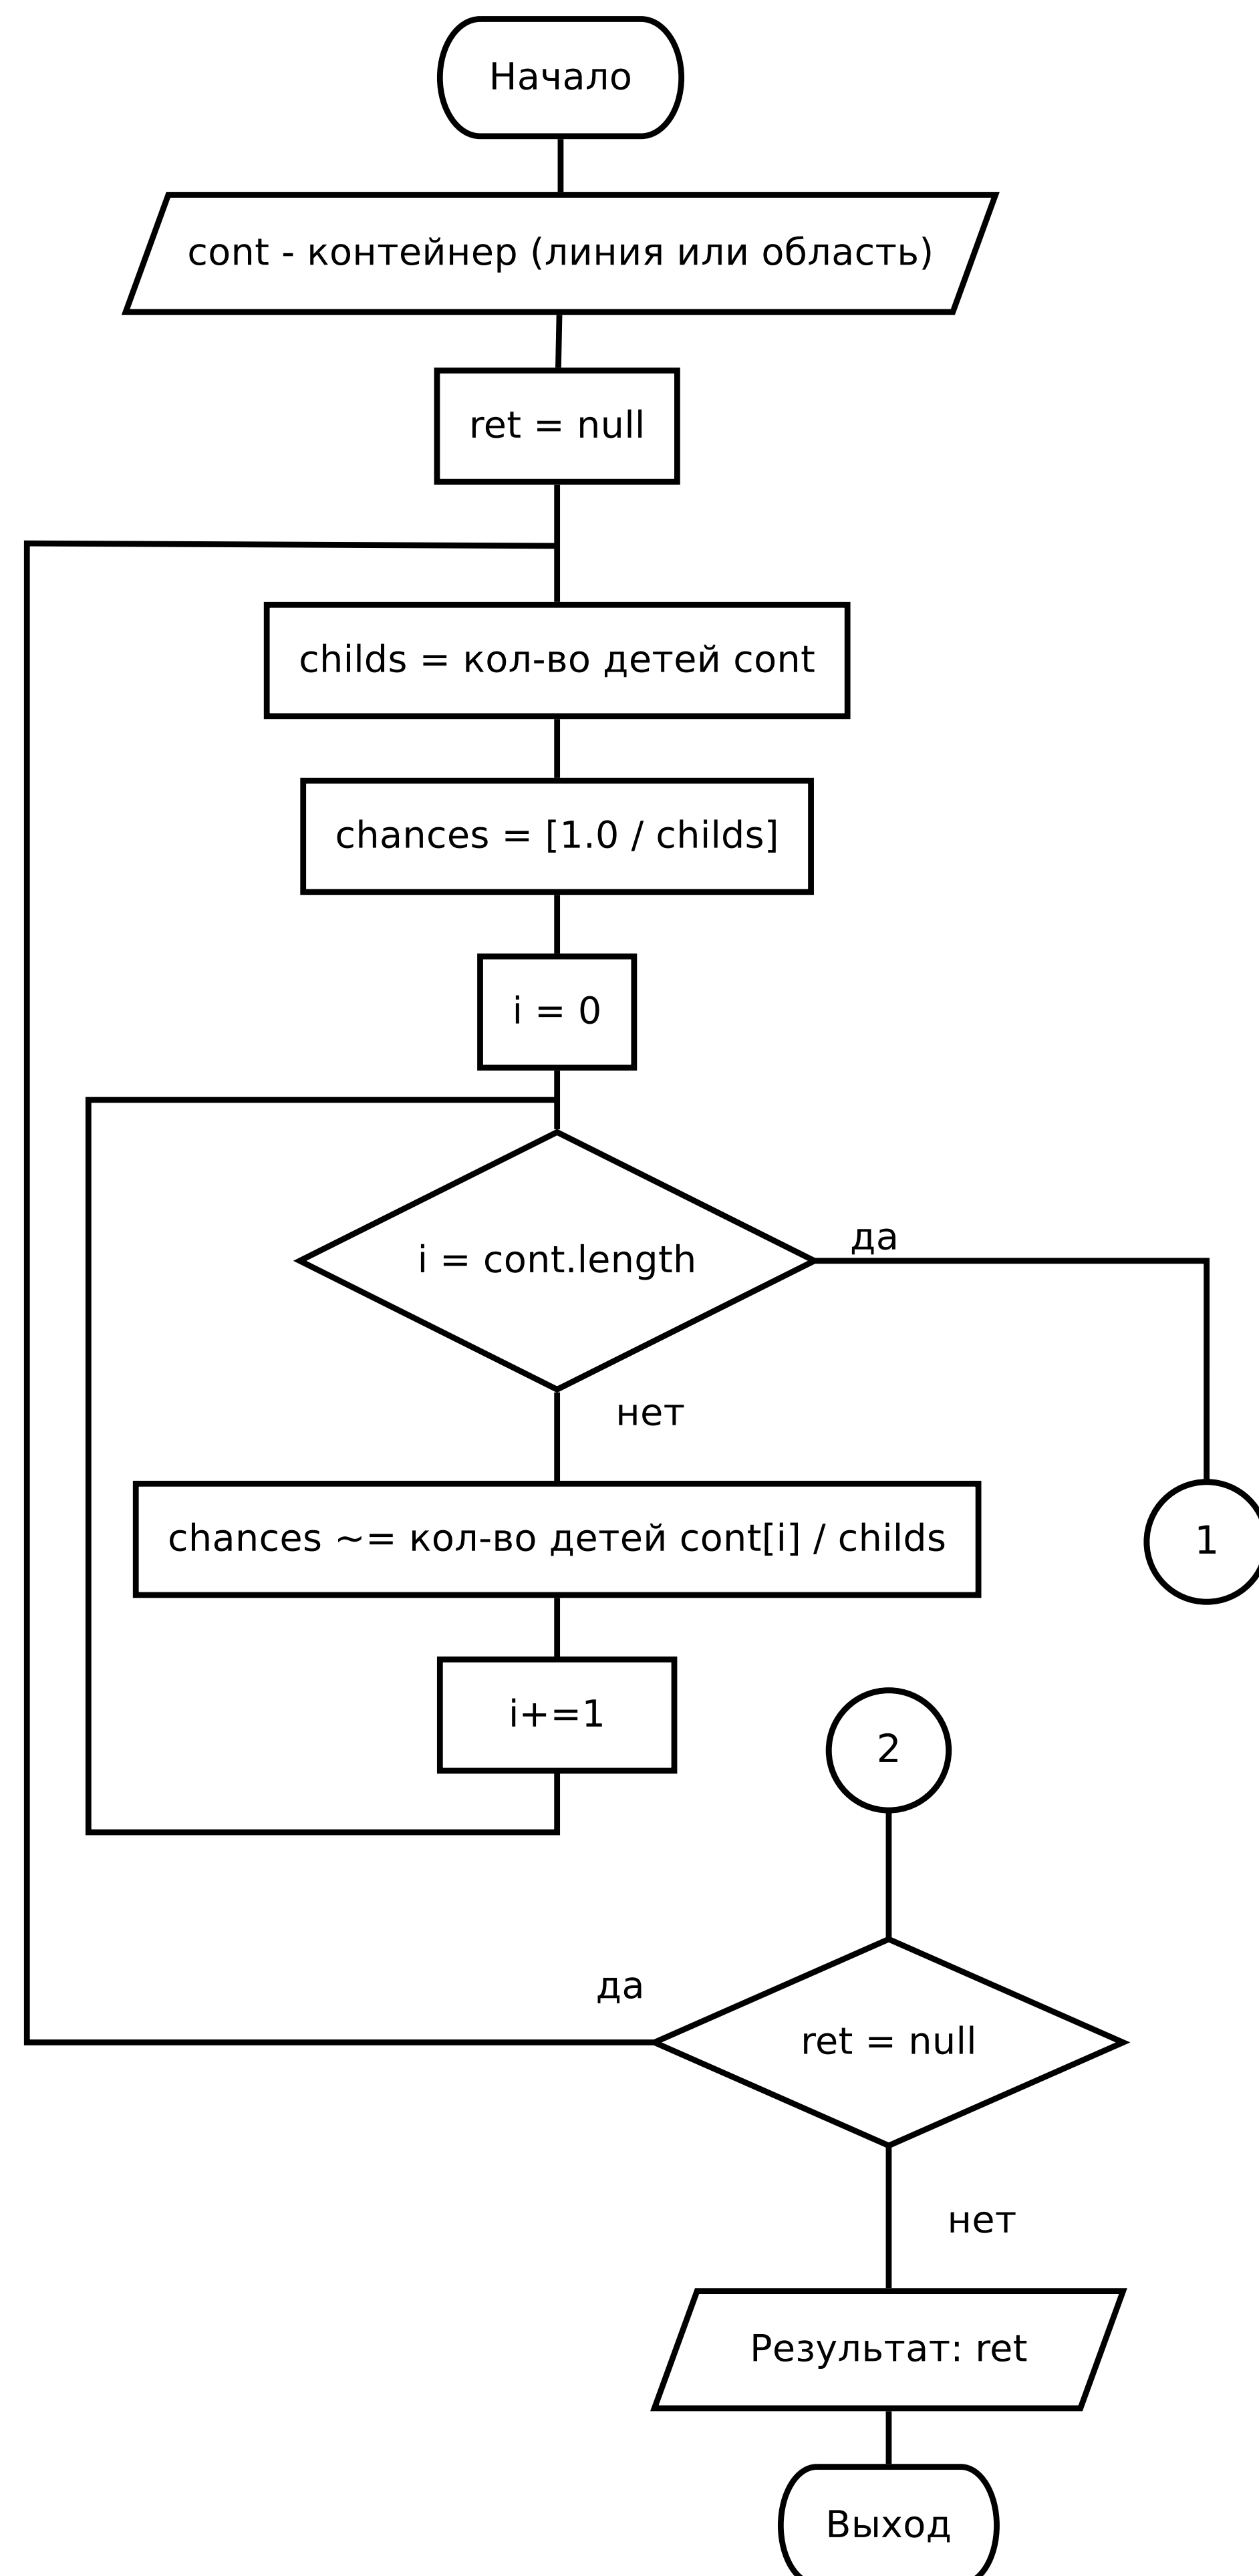 Начало
cont - контейнер (линия или область)
ret = null
childs = кол-во детей cont
chances = [1.0 / childs]
i = 0
i = cont.length
да
нет
chances ~= кол-во детей cont[i] / childs
1
i+=1
2
да
ret = null
нет
Результат: ret
Выход